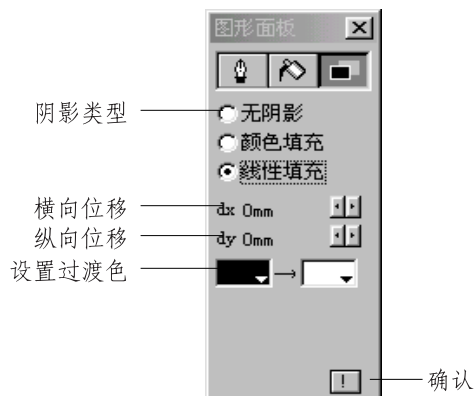 图形面板
阴影类型
无阴影
颜色填充
线性填充
横向位移 dx 0mm
纵向位移 dy 0mm
设置过渡色
! 确认